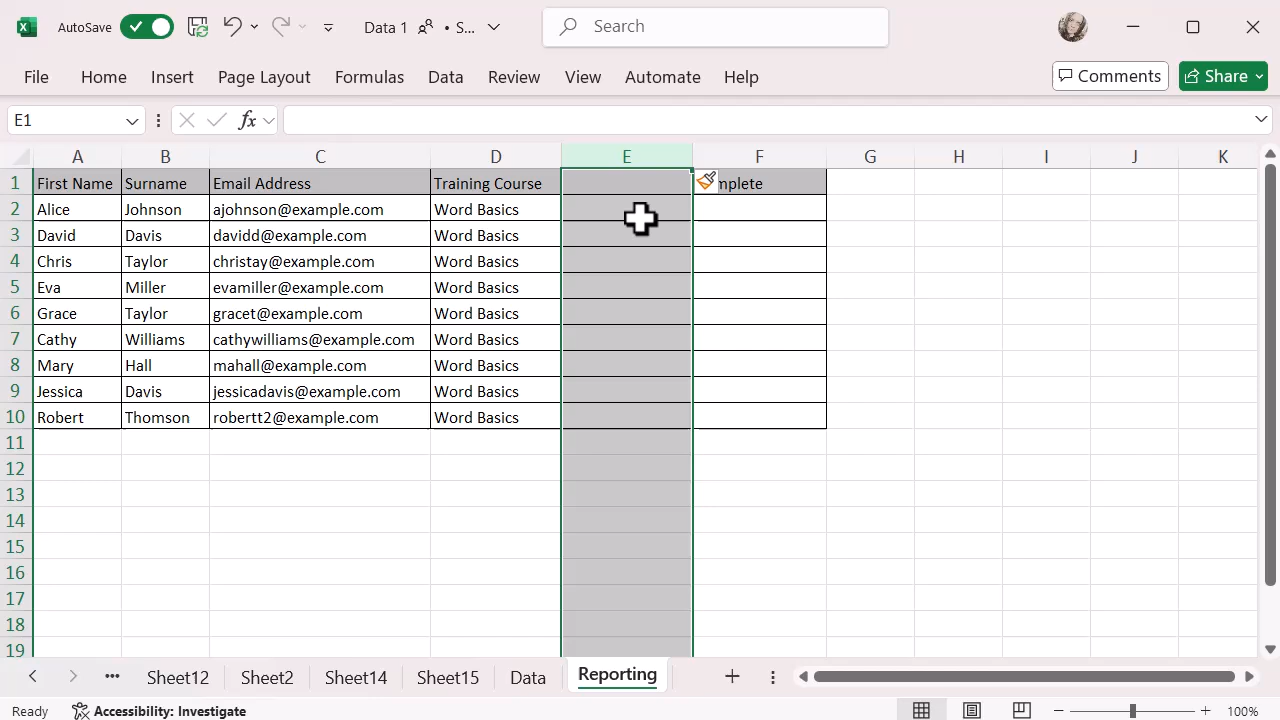 AutoSave Data 1 • S... Search
File Home Insert Page Layout Formulas Data Review View Automate Help Comments Share
E1 fx
A B C D E F G H I J K
1 First Name Surname Email Address Training Course mplete
2 Alice Johnson ajohnson@example.com Word Basics
3 David Davis davidd@example.com Word Basics
4 Chris Taylor christay@example.com Word Basics
5 Eva Miller evamiller@example.com Word Basics
6 Grace Taylor gracet@example.com Word Basics
7 Cathy Williams cathywilliams@example.com Word Basics
8 Mary Hall mahall@example.com Word Basics
9 Jessica Davis jessicadavis@example.com Word Basics
10 Robert Thomson robertt2@example.com Word Basics
11
12
13
14
15
16
17
18
19
... Sheet12 Sheet2 Sheet14 Sheet15 Data Reporting
Ready Accessibility: Investigate 100%